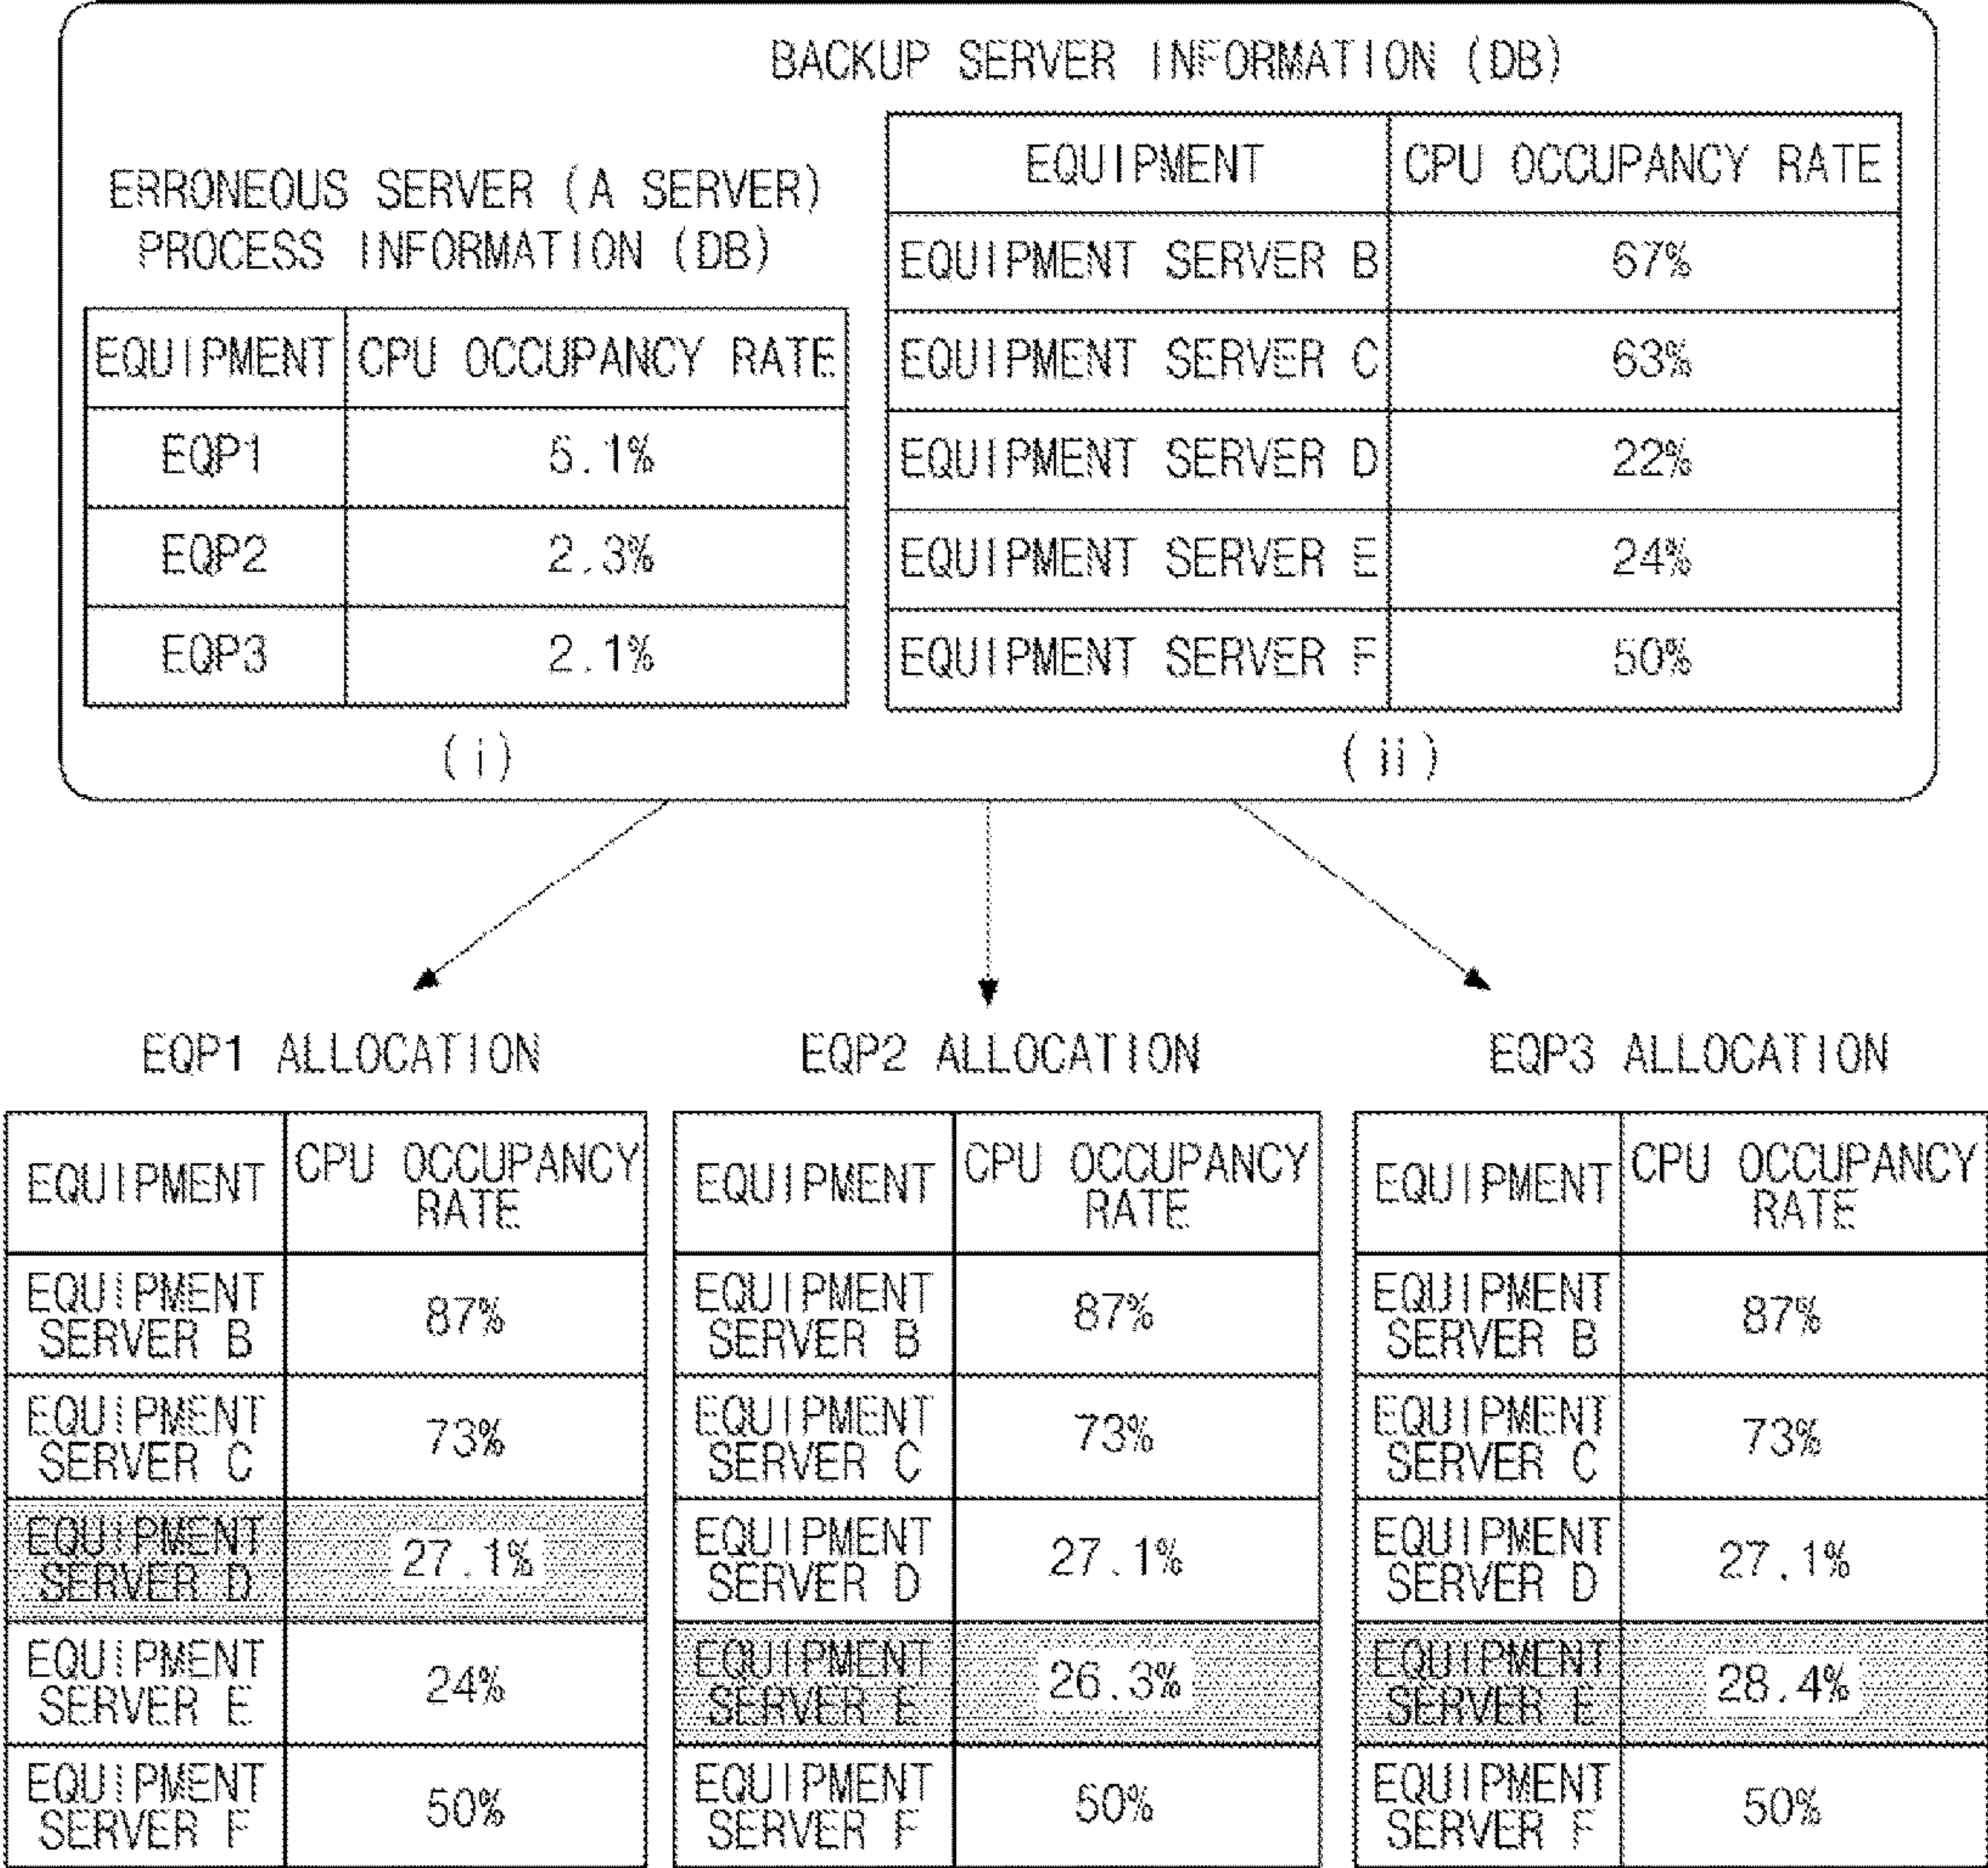 BACKUP SERVER INFORMATION (DB)
ERRONEOUS SERVER (A SERVER)
PROCESS INFORMATION (DB)
EQUIPMENT CPU OCCUPANCY RATE
EQP1 5.1%
EQP2 2.3%
EQP3 2.1%
(i)
EQUIPMENT CPU OCCUPANCY RATE
EQUIPMENT SERVER B 67%
EQUIPMENT SERVER C 63%
EQUIPMENT SERVER D 22%
EQUIPMENT SERVER E 24%
EQUIPMENT SERVER F 50%
(ii)
EQP1 ALLOCATION
EQUIPMENT CPU OCCUPANCY
RATE
EQUIPMENT
SERVER B 87%
EQUIPMENT
SERVER C 73%
EQUIPMENT
SERVER D 27.1%
EQUIPMENT
SERVER E 24%
EQUIPMENT
SERVER F 50%
EQP2 ALLOCATION
EQUIPMENT CPU OCCUPANCY
RATE
EQUIPMENT
SERVER B 87%
EQUIPMENT
SERVER C 73%
EQUIPMENT
SERVER D 27.1%
EQUIPMENT
SERVER E 26.3%
EQUIPMENT
SERVER F 50%
EQP3 ALLOCATION
EQUIPMENT CPU OCCUPANCY
RATE
EQUIPMENT
SERVER B 87%
EQUIPMENT
SERVER C 73%
EQUIPMENT
SERVER D 27.1%
EQUIPMENT
SERVER E 28.4%
EQUIPMENT
SERVER F 50%